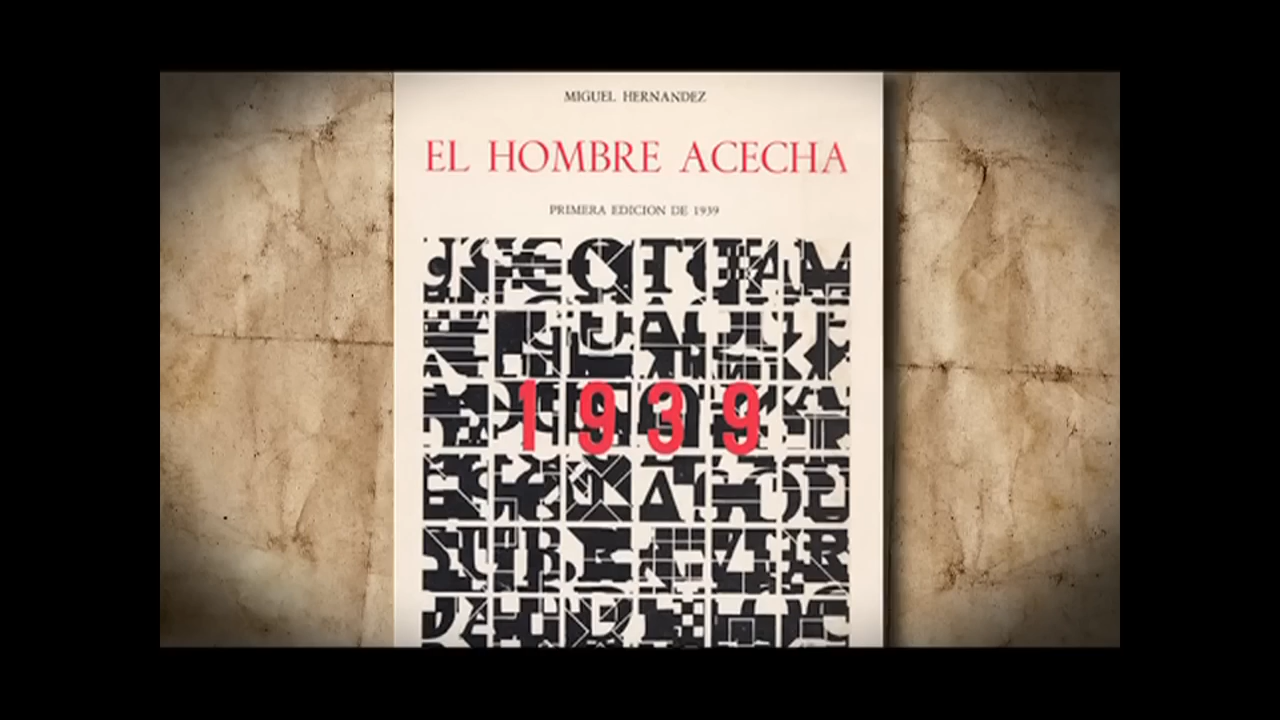 MIGUEL HERNANDEZ
EL HOMBRE ACECHA
PRIMERA EDICION DE 1939
1939